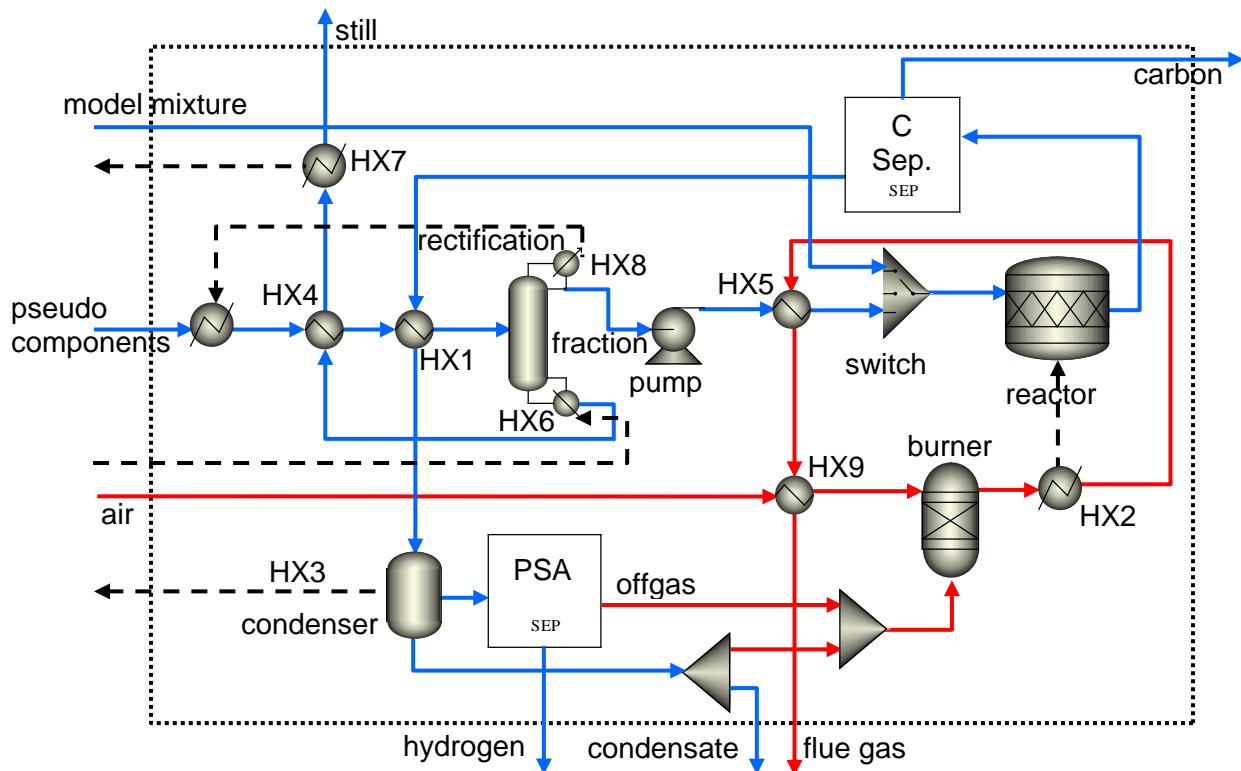 still
carbon
model mixture
C
Sep.
SEP
HX7
rectification
HX8
HX4
HX5
pseudo
components
HX1
fraction
pump
switch
reactor
HX6
burner
HX9
air
HX2
HX3
PSA
offgas
SEP
condenser
hydrogen
condensate
flue gas